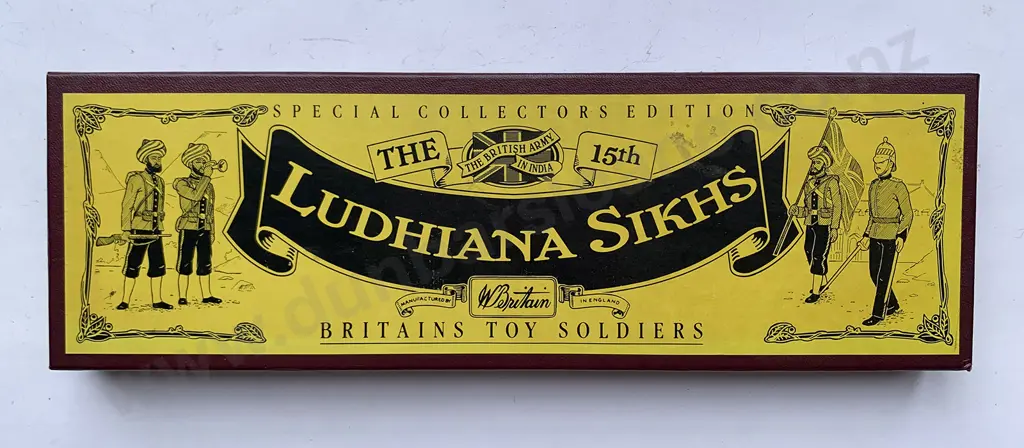 SPECIAL COLLECTORS EDITION
THE
THE BRITISH ARMY
IN INDIA
15th
LUDHIANA SIKHS
MANUFACTURED BY
WBritain
IN ENGLAND
BRITAINS TOY SOLDIERS